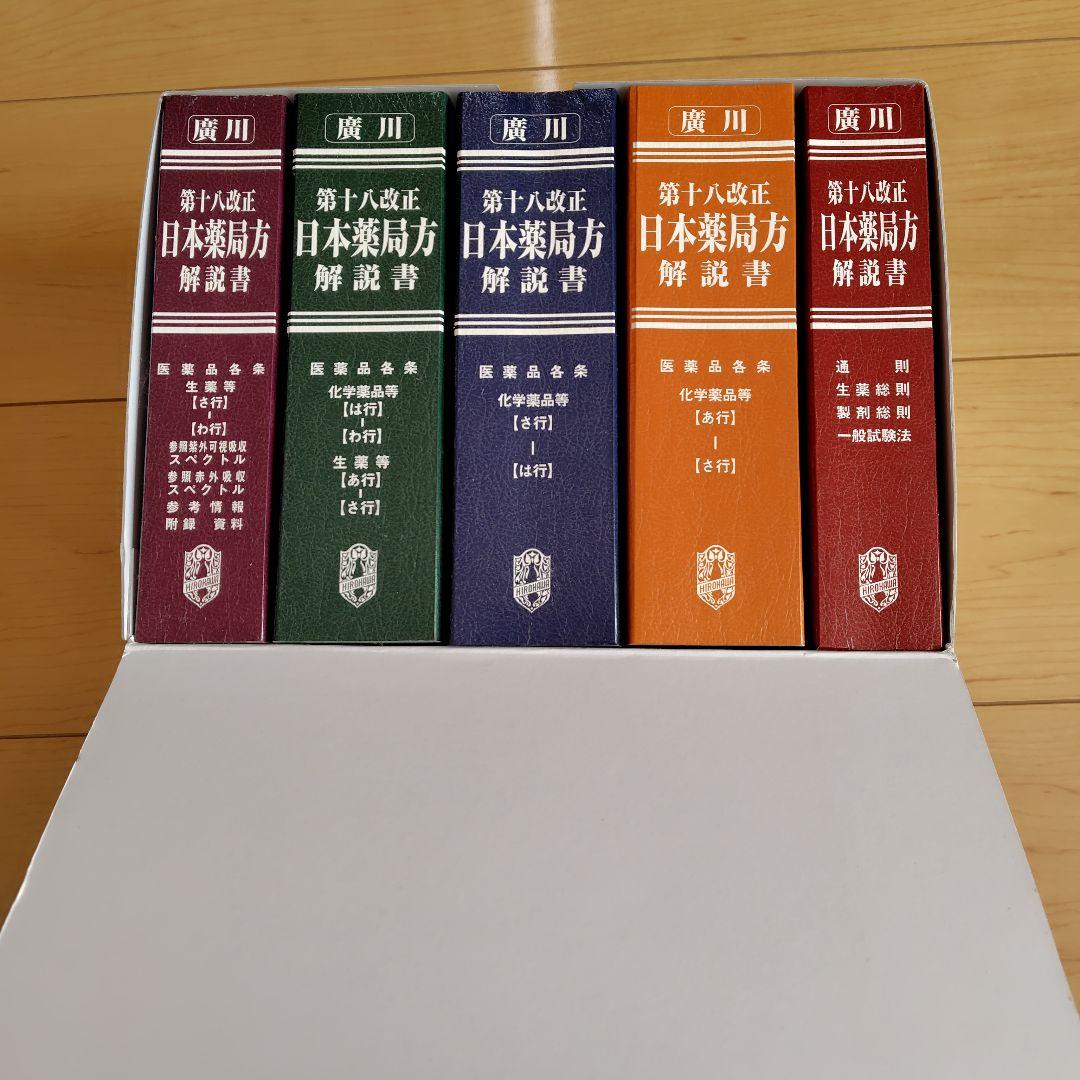 廣川
第十八改正
日本薬局方
解説書
医薬品各条
生薬等
【さ行】
-
【わ行】
参照紫外可視吸収
スペクトル
参照赤外吸収
スペクトル
参考情報
附録 資料
HIROKAWA
廣川
第十八改正
日本薬局方
解説書
医薬品各条
化学薬品等
【は行】
-
【わ行】
生薬等
【あ行】
-
【さ行】
HIROKAWA
廣川
第十八改正
日本薬局方
解説書
医薬品各条
化学薬品等
【さ行】
-
【は行】
HIROKAWA
廣川
第十八改正
日本薬局方
解説書
医薬品各条
化学薬品等
【あ行】
-
【さ行】
HIROKAWA
廣川
第十八改正
日本薬局方
解説書
通則
生薬総則
製剤総則
一般試験法
HIROKAWA